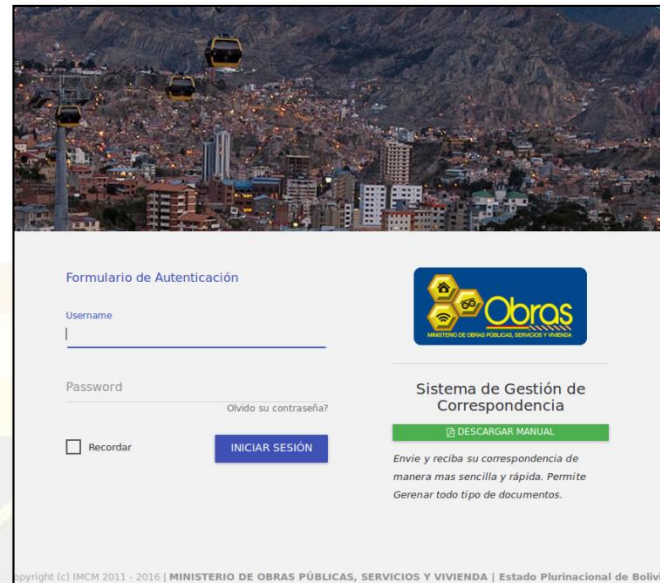 Formulario de Autenticación
Username
Password
Olvido su contraseña?
Recordar
INICIAR SESIÓN
Obras
MINISTERIO DE OBRAS PÚBLICAS, SERVICIOS Y VIVIENDA
Sistema de Gestión de
Correspondencia
DESCARGAR MANUAL
Envie y reciba su correspondencia de
manera mas sencilla y rápida. Permite
Gerenar todo tipo de documentos.
opyright (c) IMCM 2011 - 2016 | MINISTERIO DE OBRAS PÚBLICAS, SERVICIOS Y VIVIENDA | Estado Plurinacional de Boliv